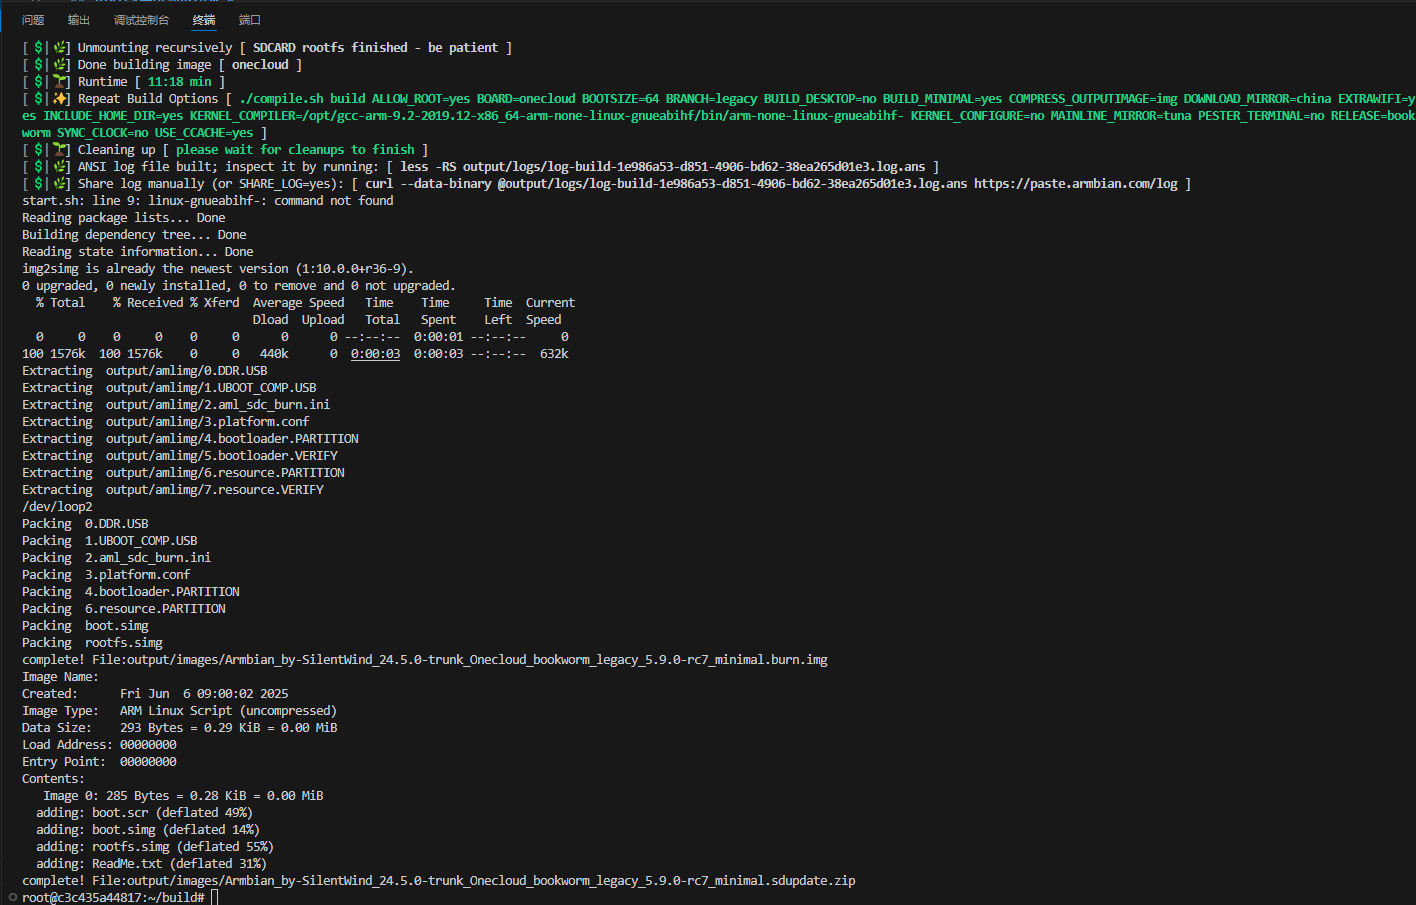 问题 输出 调试控制台 终端 端口
[ $|🌿] Unmounting recursively [ SDCARD rootfs finished - be patient ]
[ $|🌿] Done building image [ onecloud ]
[ $|🌱] Runtime [ 11:18 min ]
[ $|✨] Repeat Build Options [ ./compile.sh build ALLOW_ROOT=yes BOARD=onecloud BOOTSIZE=64 BRANCH=legacy BUILD_DESKTOP=no BUILD_MINIMAL=yes COMPRESS_OUTPUTIMAGE=img DOWNLOAD_MIRROR=china EXTRAWIFI=y
es INCLUDE_HOME_DIR=yes KERNEL_COMPILER=/opt/gcc-arm-9.2-2019.12-x86_64-arm-none-linux-gnueabihf/bin/arm-none-linux-gnueabihf- KERNEL_CONFIGURE=no MAINLINE_MIRROR=tuna PESTER_TERMINAL=no RELEASE=book
worm SYNC_CLOCK=no USE_CCACHE=yes ]
[ $|🌱] Cleaning up [ please wait for cleanups to finish ]
[ $|🌿] ANSI log file built; inspect it by running: [ less -RS output/logs/log-build-1e986a53-d851-4906-bd62-38ea265d01e3.log.ans ]
[ $|🌿] Share log manually (or SHARE_LOG=yes): [ curl --data-binary @output/logs/log-build-1e986a53-d851-4906-bd62-38ea265d01e3.log.ans https://paste.armbian.com/log ]
start.sh: line 9: linux-gnueabihf-: command not found
Reading package lists... Done
Building dependency tree... Done
Reading state information... Done
img2simg is already the newest version (1:10.0.0+r36-9).
0 upgraded, 0 newly installed, 0 to remove and 0 not upgraded.
  % Total    % Received % Xferd  Average Speed   Time    Time     Time  Current
                                 Dload  Upload   Total   Spent    Left  Speed
  0     0    0     0    0     0      0      0 --:--:--  0:00:01 --:--:--     0
100 1576k  100 1576k    0     0   440k      0  0:00:03  0:00:03 --:--:--  632k
Extracting  output/amlimg/0.DDR.USB
Extracting  output/amlimg/1.UBOOT_COMP.USB
Extracting  output/amlimg/2.aml_sdc_burn.ini
Extracting  output/amlimg/3.platform.conf
Extracting  output/amlimg/4.bootloader.PARTITION
Extracting  output/amlimg/5.bootloader.VERIFY
Extracting  output/amlimg/6.resource.PARTITION
Extracting  output/amlimg/7.resource.VERIFY
/dev/loop2
Packing  0.DDR.USB
Packing  1.UBOOT_COMP.USB
Packing  2.aml_sdc_burn.ini
Packing  3.platform.conf
Packing  4.bootloader.PARTITION
Packing  6.resource.PARTITION
Packing  boot.simg
Packing  rootfs.simg
complete! File:output/images/Armbian_by-SilentWind_24.5.0-trunk_Onecloud_bookworm_legacy_5.9.0-rc7_minimal.burn.img
Image Name:
Created:      Fri Jun  6 09:00:02 2025
Image Type:   ARM Linux Script (uncompressed)
Data Size:    293 Bytes = 0.29 KiB = 0.00 MiB
Load Address: 00000000
Entry Point:  00000000
Contents:
   Image 0: 285 Bytes = 0.28 KiB = 0.00 MiB
  adding: boot.scr (deflated 49%)
  adding: boot.simg (deflated 14%)
  adding: rootfs.simg (deflated 55%)
  adding: ReadMe.txt (deflated 31%)
complete! File:output/images/Armbian_by-SilentWind_24.5.0-trunk_Onecloud_bookworm_legacy_5.9.0-rc7_minimal.sdupdate.zip
root@c3c435a44817:~/build#